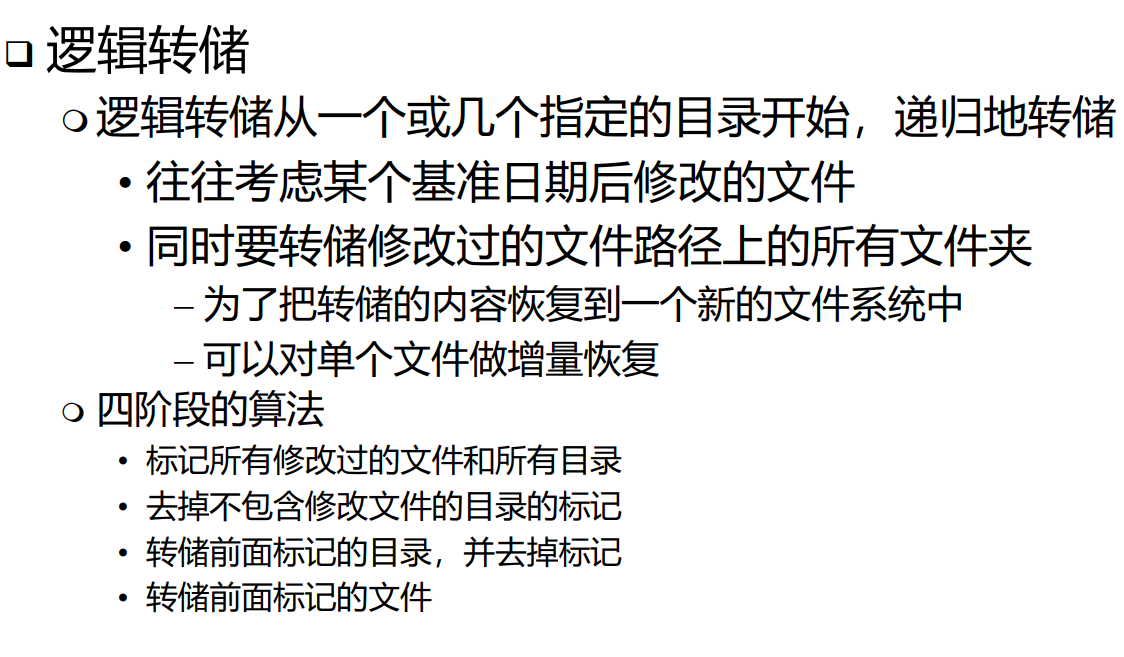 ❑ 逻辑转储
❍ 逻辑转储从一个或几个指定的目录开始，递归地转储
• 往往考虑某个基准日期后修改的文件
• 同时要转储修改过的文件路径上的所有文件夹
– 为了把转储的内容恢复到一个新的文件系统中
– 可以对单个文件做增量恢复
❍ 四阶段的算法
• 标记所有修改过的文件和所有目录
• 去掉不包含修改文件的目录的标记
• 转储前面标记的目录，并去掉标记
• 转储前面标记的文件